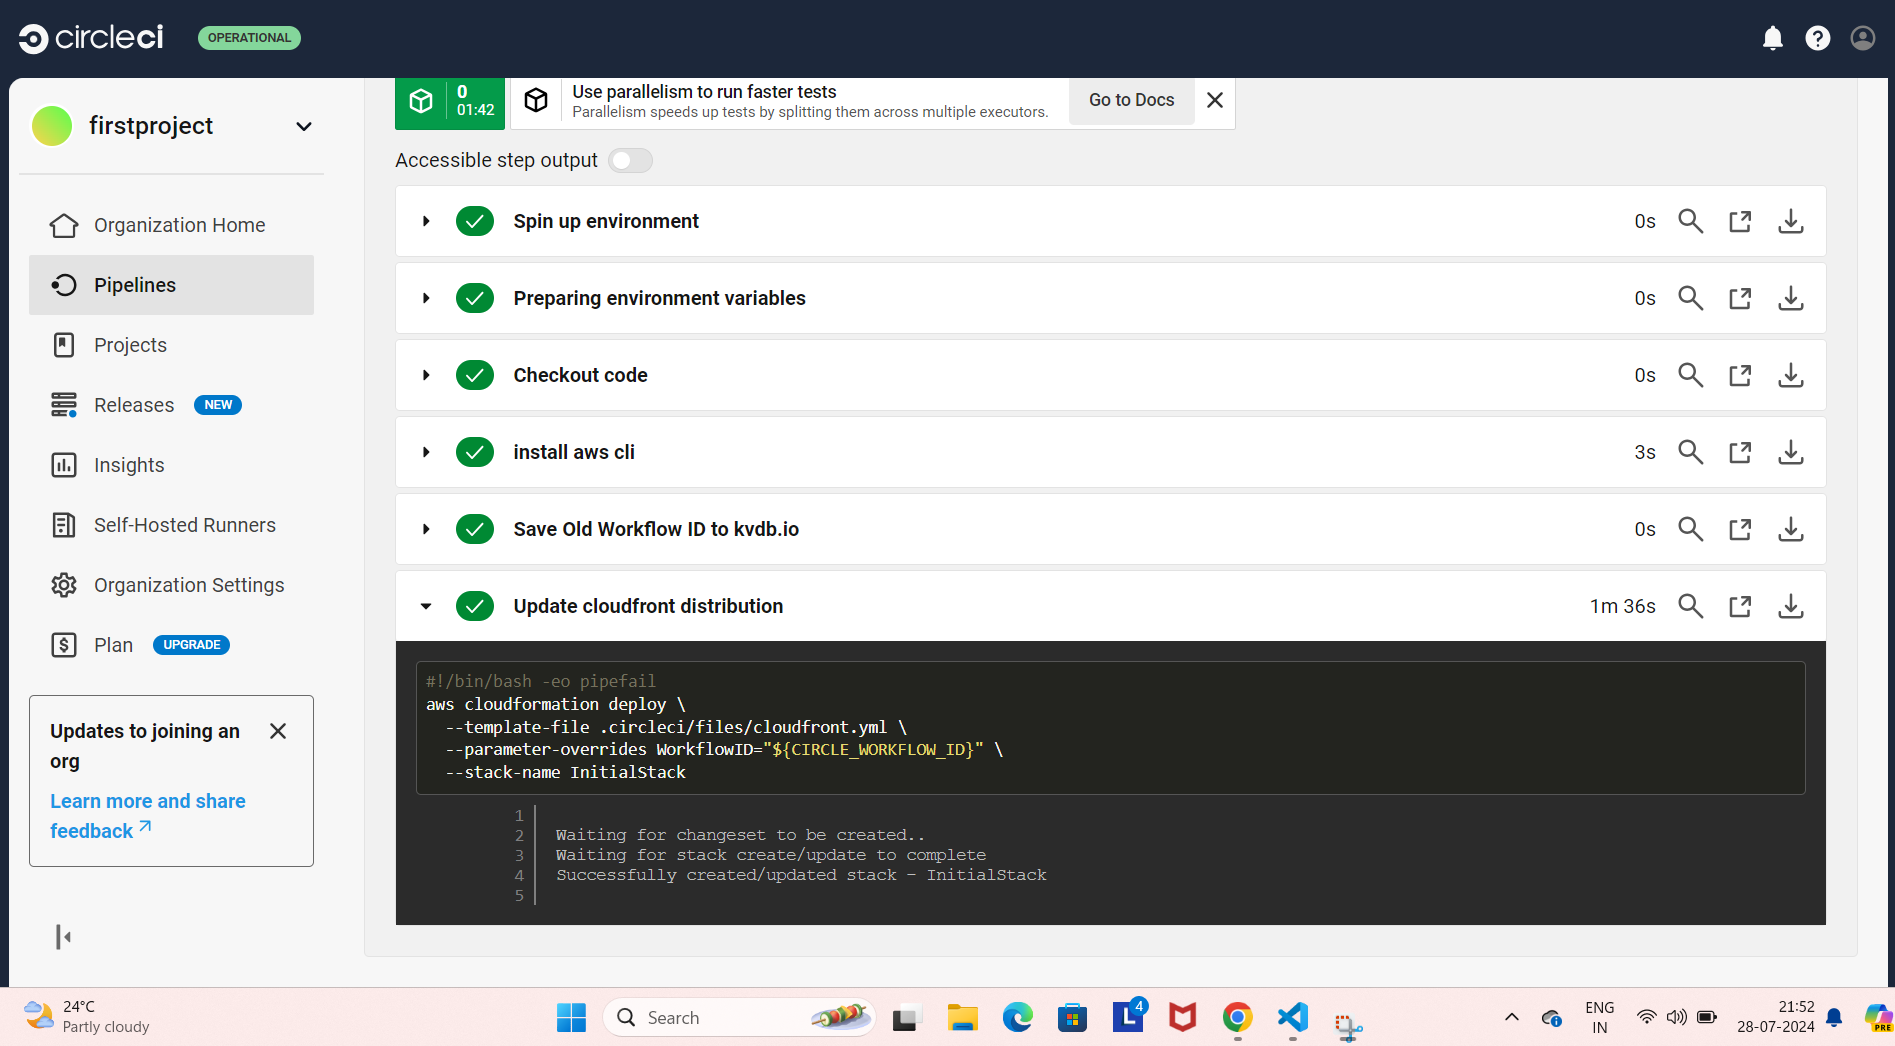 circleci
OPERATIONAL
firstproject
Organization Home
Pipelines
Projects
Releases NEW
Insights
Self-Hosted Runners
Organization Settings
Plan UPGRADE
Updates to joining an
org
Learn more and share
feedback
0
01:42
Use parallelism to run faster tests
Parallelism speeds up tests by splitting them across multiple executors.
Go to Docs
Accessible step output
Spin up environment 0s
Preparing environment variables 0s
Checkout code 0s
install aws cli 3s
Save Old Workflow ID to kvdb.io 0s
Update cloudfront distribution 1m 36s
#!/bin/bash -eo pipefail
aws cloudformation deploy \
--template-file .circleci/files/cloudfront.yml \
--parameter-overrides WorkflowID="${CIRCLE_WORKFLOW_ID}" \
--stack-name InitialStack
1
2 Waiting for changeset to be created..
3 Waiting for stack create/update to complete
4 Successfully created/updated stack - InitialStack
5
24°C
Partly cloudy
Search
L
4
ENG
IN
21:52
28-07-2024
PRE